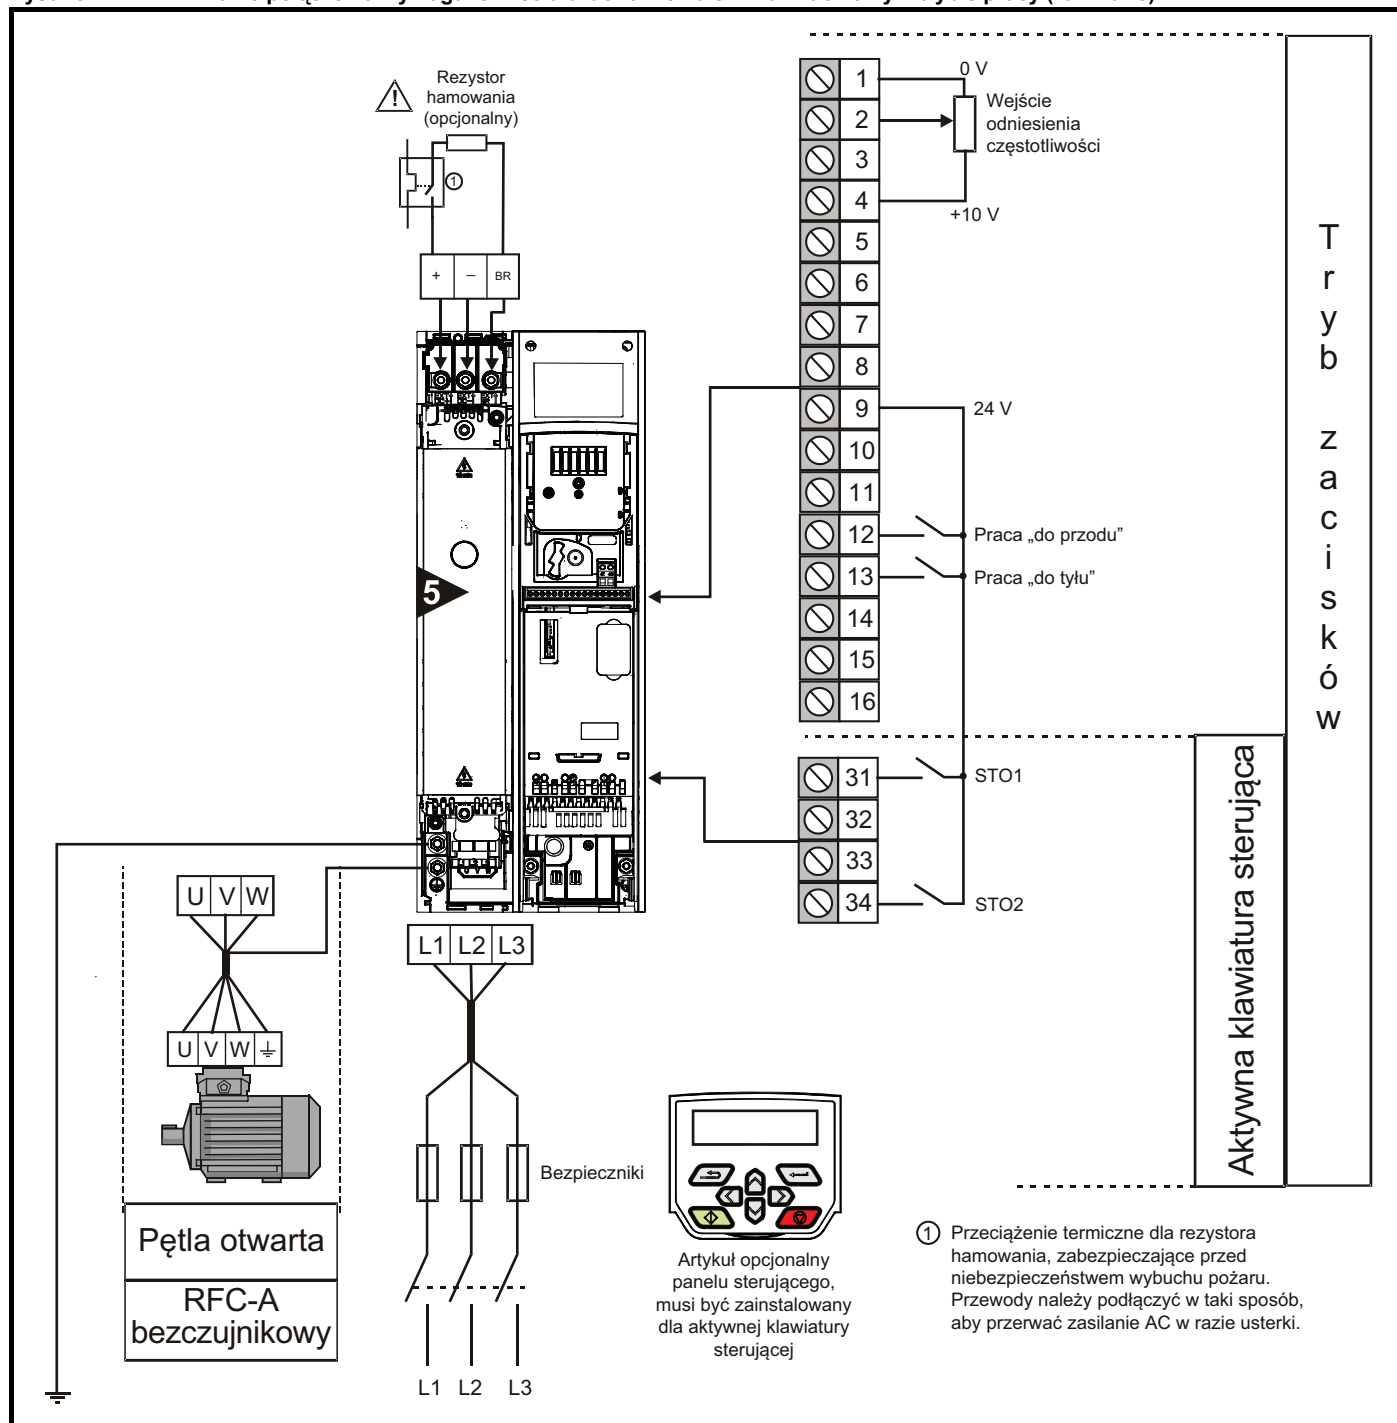 Rezystor
hamowania
(opcjonalny)
1
+ – BR
5
1
2
3
4
5
6
7
8
9
10
11
12
13
14
15
16
0 V
Wejście
odniesienia
częstotliwości
+10 V
24 V
Praca „do przodu”
Praca „do tyłu”
31
32
33
34
STO1
STO2
Tryb zacisków
Aktywna klawiatura sterująca
U V W
U V W
L1 L2 L3
Bezpieczniki
L1 L2 L3
Pętla otwarta
RFC-A
bezczujnikowy
Artykuł opcjonalny
panelu sterującego,
musi być zainstalowany
dla aktywnej klawiatury
sterującej
1 Przeciążenie termiczne dla rezystora
hamowania, zabezpieczające przed
niebezpieczeństwem wybuchu pożaru.
Przewody należy podłączyć w taki sposób,
aby przerwać zasilanie AC w razie usterki.